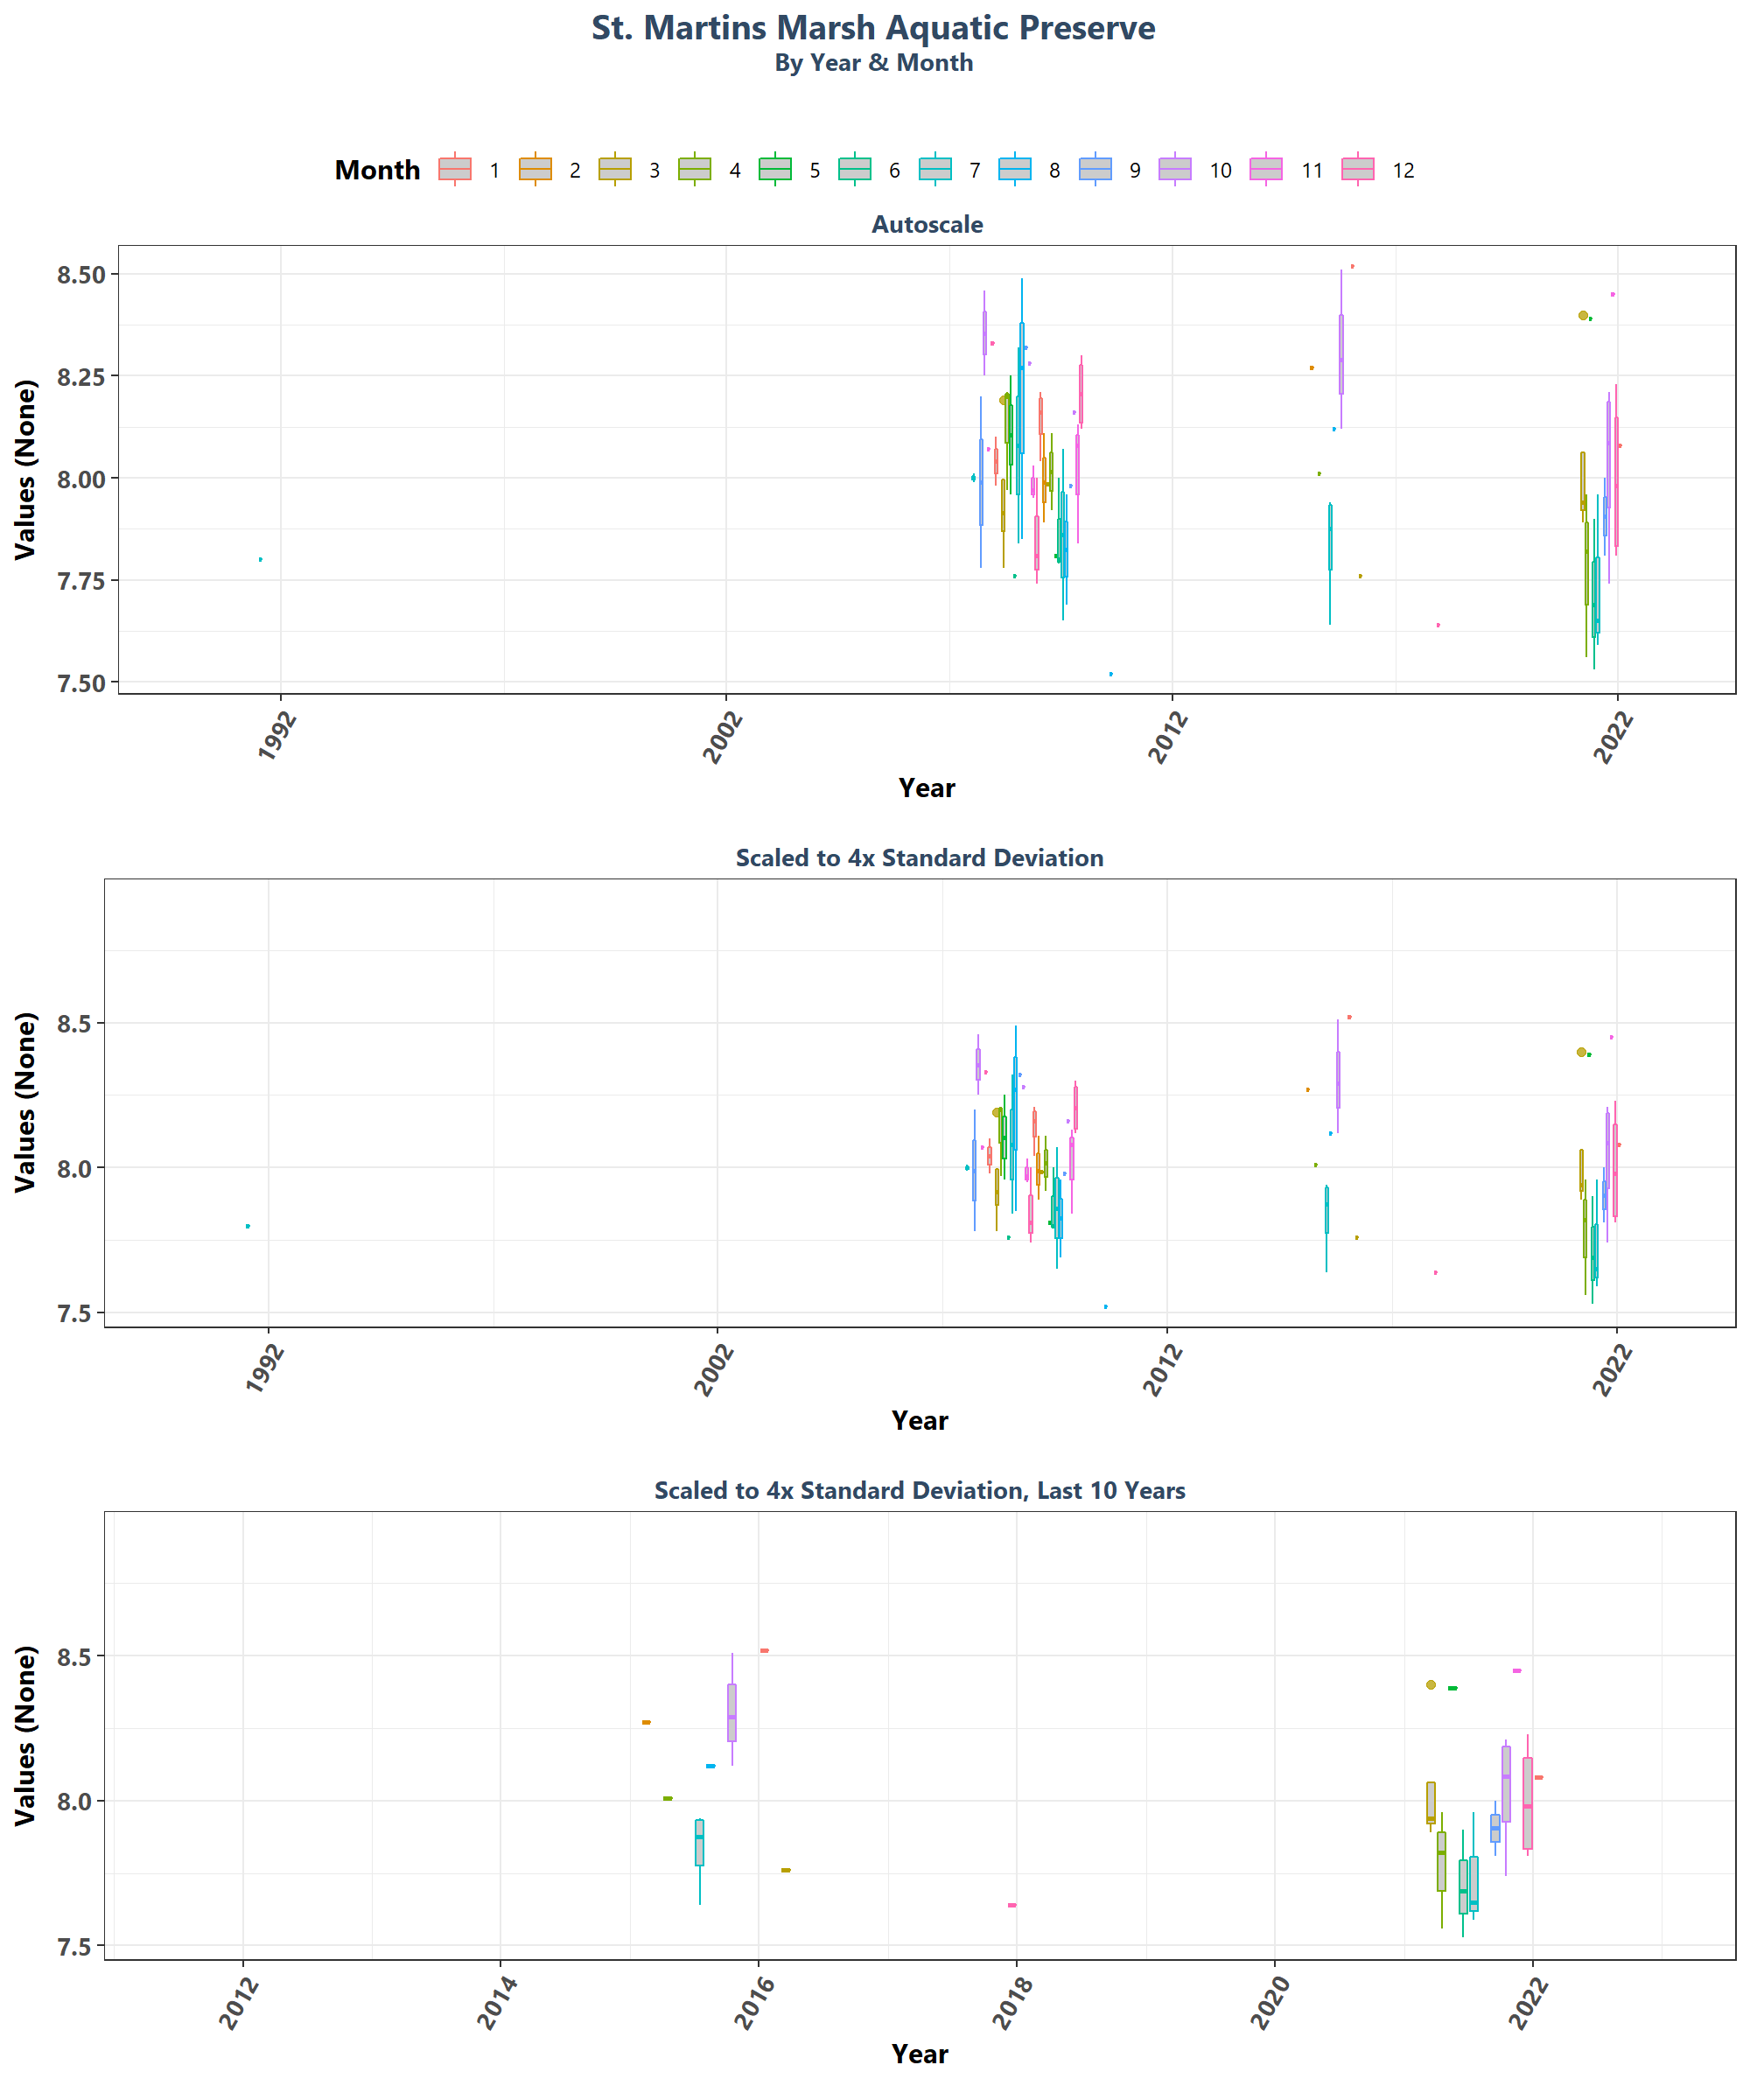 St. Martins Marsh Aquatic Preserve
By Year & Month
Month 1 2 3 4 5 6 7 8 9 10 11 12
Autoscale
8.50
8.25
8.00
7.75
7.50
Values (None)
1992 2002 2012 2022
Year
Scaled to 4x Standard Deviation
8.5
8.0
7.5
Values (None)
1992 2002 2012 2022
Year
Scaled to 4x Standard Deviation, Last 10 Years
8.5
8.0
7.5
Values (None)
2012 2014 2016 2018 2020 2022
Year